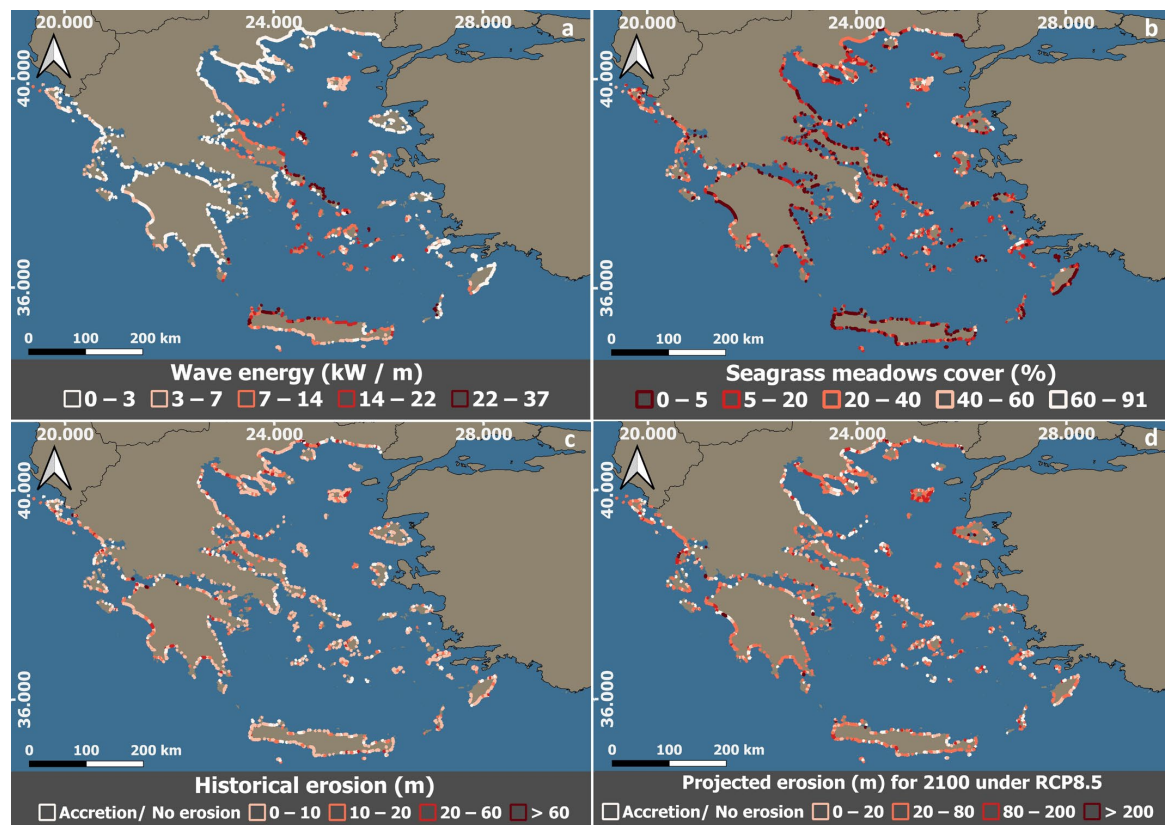 20.000 24.000 28.000 a
40.000
36.000
0 100 200 km
Wave energy (kW / m)
0 – 3 3 – 7 7 – 14 14 – 22 22 – 37
20.000 24.000 28.000 b
40.000
36.000
0 100 200 km
Seagrass meadows cover (%)
0 – 5 5 – 20 20 – 40 40 – 60 60 – 91
20.000 24.000 28.000 c
40.000
36.000
0 100 200 km
Historical erosion (m)
Accretion/ No erosion 0 – 10 10 – 20 20 – 60 > 60
20.000 24.000 28.000 d
40.000
36.000
0 100 200 km
Projected erosion (m) for 2100 under RCP8.5
Accretion/ No erosion 0 – 20 20 – 80 80 – 200 > 200